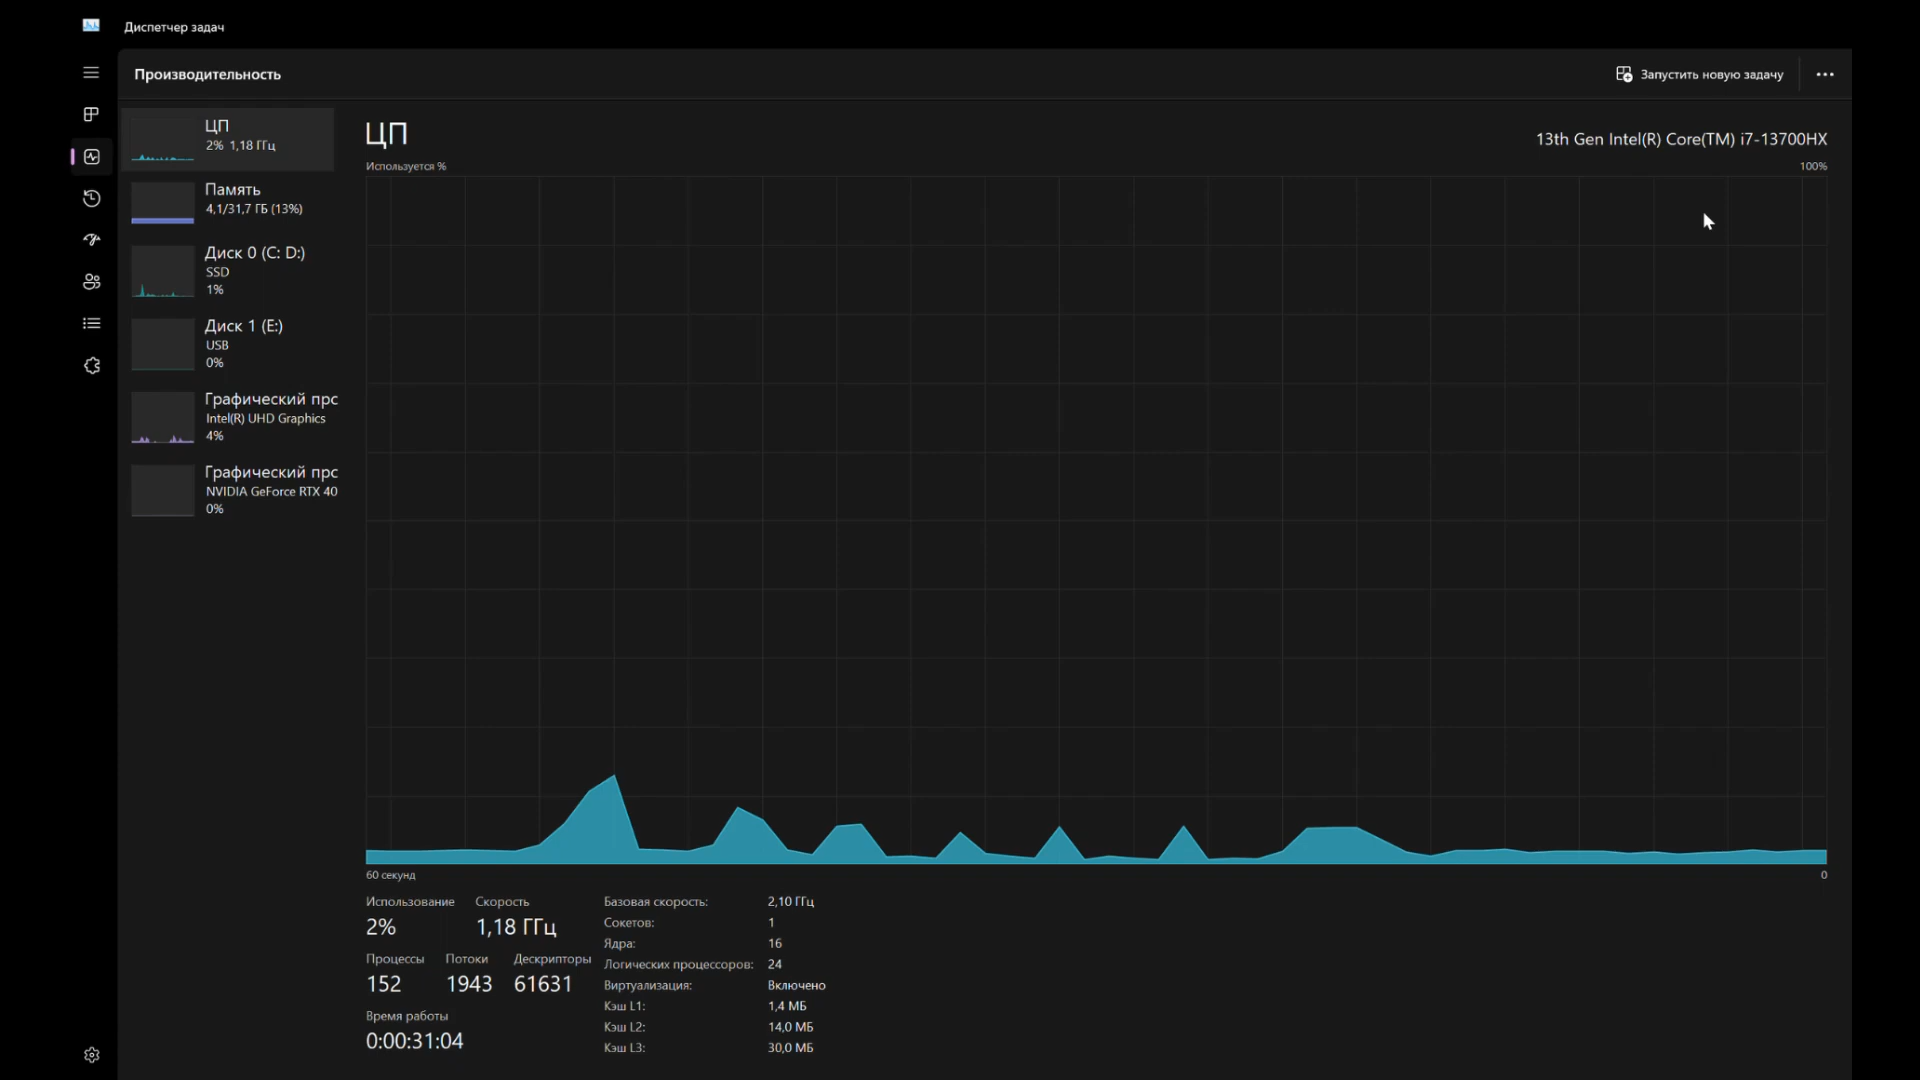 Диспетчер задач
Производительность
Запустить новую задачу
ЦП
2% 1,18 ГГц
Память
4,1/31,7 ГБ (13%)
Диск 0 (C: D:)
SSD
1%
Диск 1 (E:)
USB
0%
Графический прс
Intel(R) UHD Graphics
4%
Графический прс
NVIDIA GeForce RTX 40
0%
ЦП
13th Gen Intel(R) Core(TM) i7-13700HX
Используется %
100%
60 секунд
0
Использование
2%
Скорость
1,18 ГГц
Процессы
152
Потоки
1943
Дескрипторы
61631
Время работы
0:00:31:04
Базовая скорость: 2,10 ГГц
Сокетов: 1
Ядра: 16
Логических процессоров: 24
Виртуализация: Включено
Кэш L1: 1,4 МБ
Кэш L2: 14,0 МБ
Кэш L3: 30,0 МБ